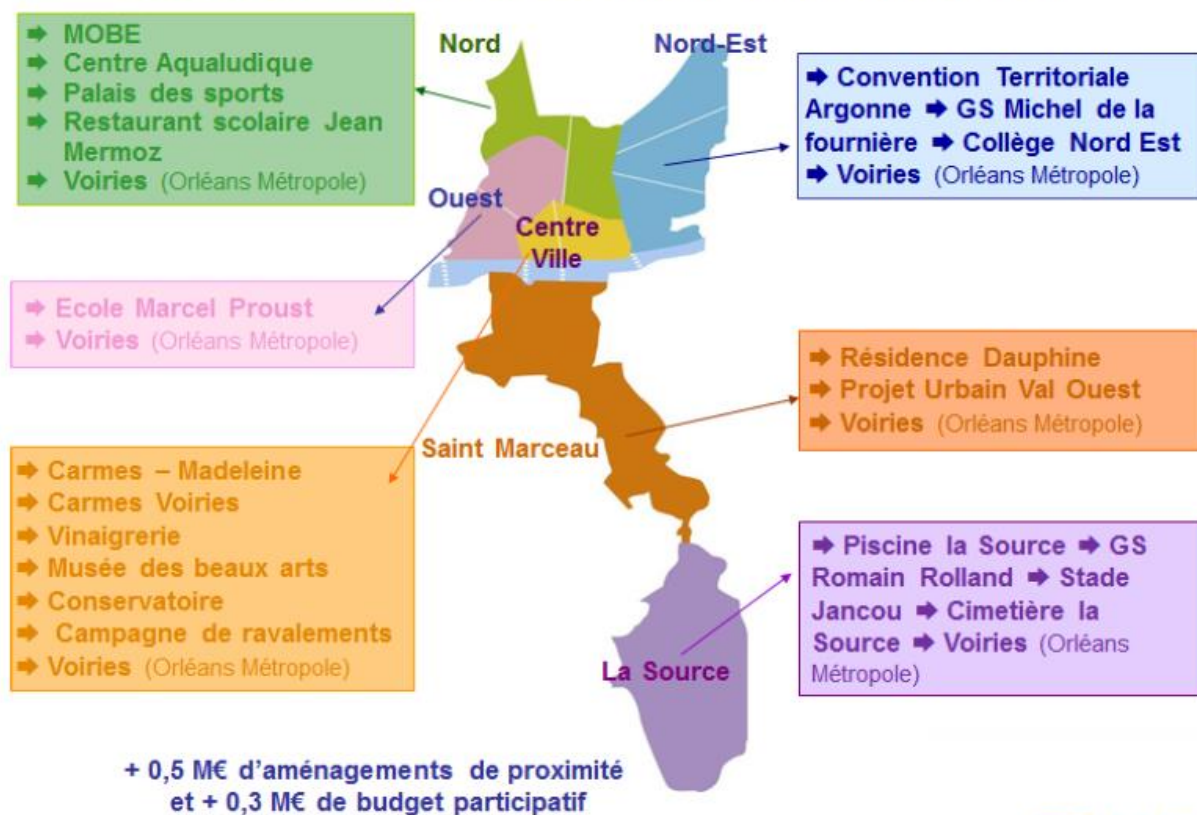 ➡ MOBE
➡ Centre Aqualudique
➡ Palais des sports
➡ Restaurant scolaire Jean
Mermoz
➡ Voiries (Orléans Métropole)
Nord
Nord-Est
➡ Convention Territoriale
Argonne ➡ GS Michel de la
fournière ➡ Collège Nord Est
➡ Voiries (Orléans Métropole)
Ouest
Centre
Ville
➡ Ecole Marcel Proust
➡ Voiries (Orléans Métropole)
➡ Résidence Dauphine
➡ Projet Urbain Val Ouest
➡ Voiries (Orléans Métropole)
Saint Marceau
➡ Carmes – Madeleine
➡ Carmes Voiries
➡ Vinaigrerie
➡ Musée des beaux arts
➡ Conservatoire
➡ Campagne de ravalements
➡ Voiries (Orléans Métropole)
➡ Piscine la Source ➡ GS
Romain Rolland ➡ Stade
Jancou ➡ Cimetière la
Source ➡ Voiries (Orléans
Métropole)
La Source
+ 0,5 M€ d’aménagements de proximité
et + 0,3 M€ de budget participatif